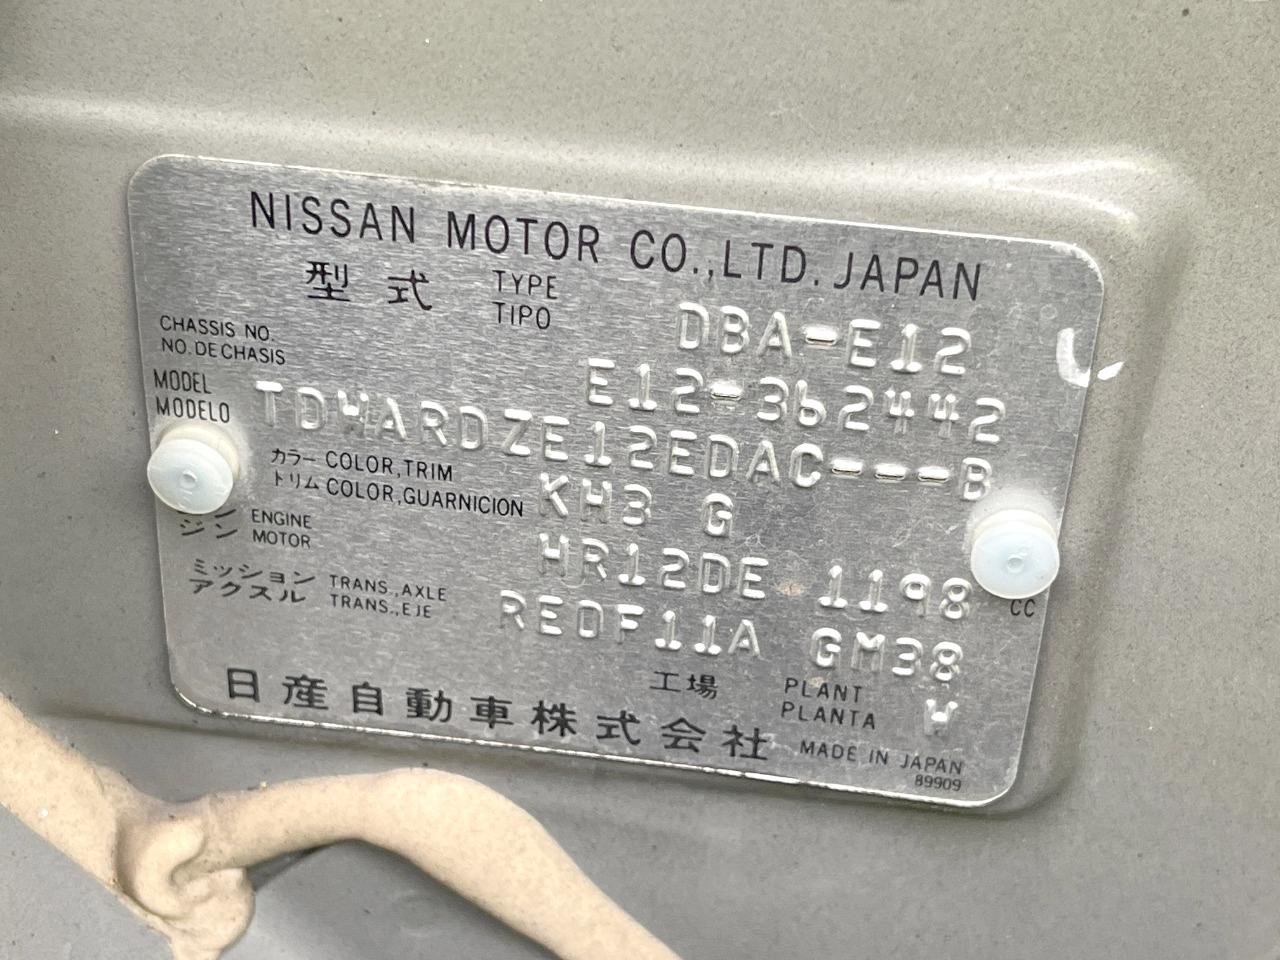 NISSAN MOTOR CO.,LTD. JAPAN
型式 TYPE TIPO DBA-E12
CHASSIS NO. NO.DE CHASIS E12-362442
MODEL MODELO TDWARDZE12EDAC---B
カラー COLOR,TRIM
トリム COLOR,GUARNICION KH3 G
ジン ENGINE MOTOR HR12DE 1198 CC
ミッション TRANS.,AXLE
アクスル TRANS.,EJE RE0F11A GM38
工場 PLANT PLANTA W
日産自動車株式会社 MADE IN JAPAN
89909